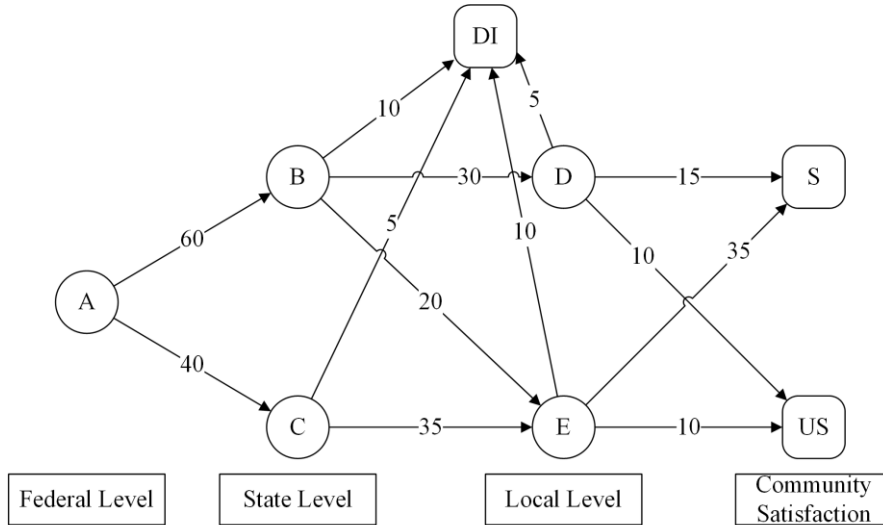 DI
10
5
B
30
D
15
S
60
5
10
10
35
A
20
40
C
35
E
10
US
Federal Level
State Level
Local Level
Community
Satisfaction